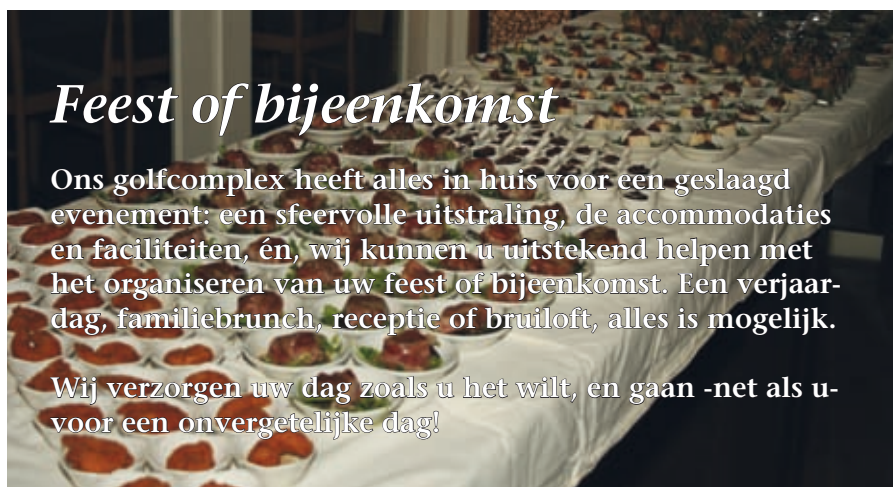 Feest of bijeenkomst
Ons golfcomplex heeft alles in huis voor een geslaagd
evenement: een sfeervolle uitstraling, de accommodaties
en faciliteiten, én, wij kunnen u uitstekend helpen met
het organiseren van uw feest of bijeenkomst. Een verjaar-
dag, familiebrunch, receptie of bruiloft, alles is mogelijk.
Wij verzorgen uw dag zoals u het wilt, en gaan -net als u-
voor een onvergetelijke dag!